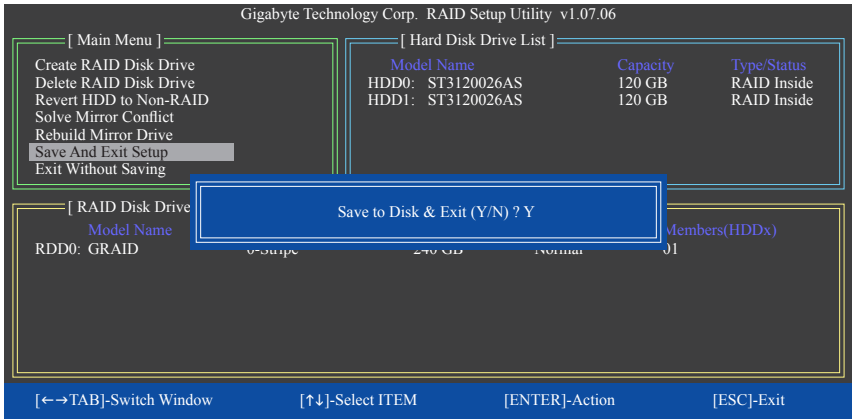 Gigabyte Technology Corp. RAID Setup Utility v1.07.06
[ Main Menu ]
Create RAID Disk Drive
Delete RAID Disk Drive
Revert HDD to Non-RAID
Solve Mirror Conflict
Rebuild Mirror Drive
Save And Exit Setup
Exit Without Saving
[ Hard Disk Drive List ]
Model Name Capacity Type/Status
HDD0: ST3120026AS 120 GB RAID Inside
HDD1: ST3120026AS 120 GB RAID Inside
Save to Disk & Exit (Y/N) ? Y
[ RAID Disk Drive
Model Name Members(HDDx)
RDD0: GRAID 0-Stripe 240 GB Normal 01
[←→TAB]-Switch Window [↑↓]-Select ITEM [ENTER]-Action [ESC]-Exit